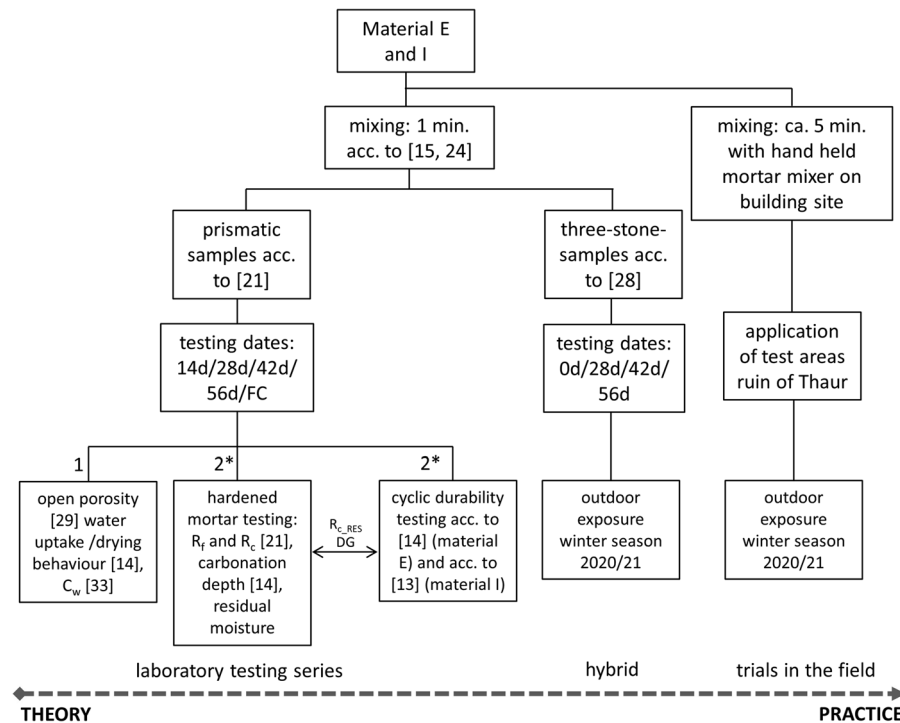 Material E
and I
mixing: 1 min.
acc. to [15, 24]
mixing: ca. 5 min.
with hand held
mortar mixer on
building site
prismatic
samples acc.
to [21]
three-stone-
samples acc.
to [28]
testing dates:
14d/28d/42d/
56d/FC
testing dates:
0d/28d/42d/
56d
application
of test areas
ruin of Thaur
1
2*
2*
open porosity
[29] water
uptake /drying
behaviour [14],
C_w [33]
hardened
mortar testing:
R_f and R_c [21],
carbonation
depth [14],
residual
moisture
R_c_RES
DG
cyclic durability
testing acc. to
[14] (material
E) and acc. to
[13] (material I)
outdoor
exposure
winter season
2020/21
outdoor
exposure
winter season
2020/21
laboratory testing series
hybrid
trials in the field
THEORY
PRACTICE